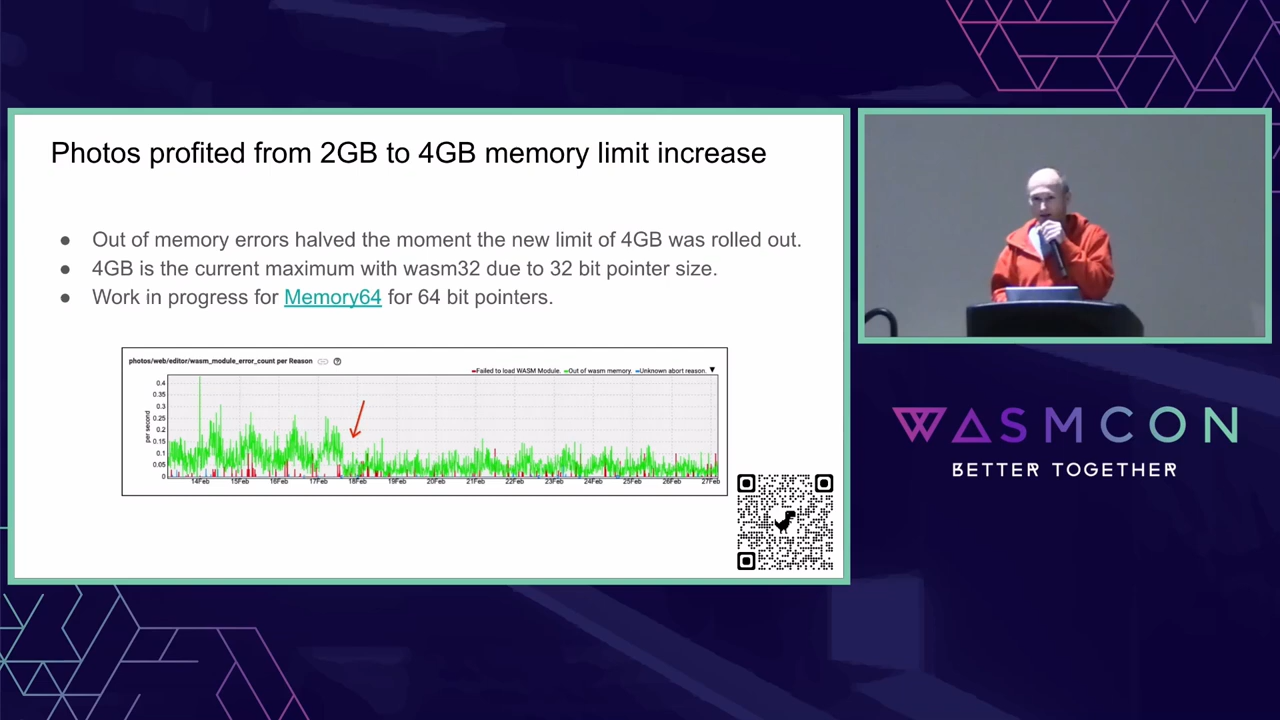 Photos profited from 2GB to 4GB memory limit increase
● Out of memory errors halved the moment the new limit of 4GB was rolled out.
● 4GB is the current maximum with wasm32 due to 32 bit pointer size.
● Work in progress for Memory64 for 64 bit pointers.
photos/web/editor/wasm_module_error_count per Reason
Failed to load WASM Module. Out of wasm memory. Unknown abort reason.
per second
0.4
0.35
0.3
0.25
0.2
0.15
0.1
0.05
0
14Feb 15Feb 16Feb 17Feb 18Feb 19Feb 20Feb 21Feb 22Feb 23Feb 24Feb 25Feb 26Feb 27Feb
WASMCON
BETTER TOGETHER